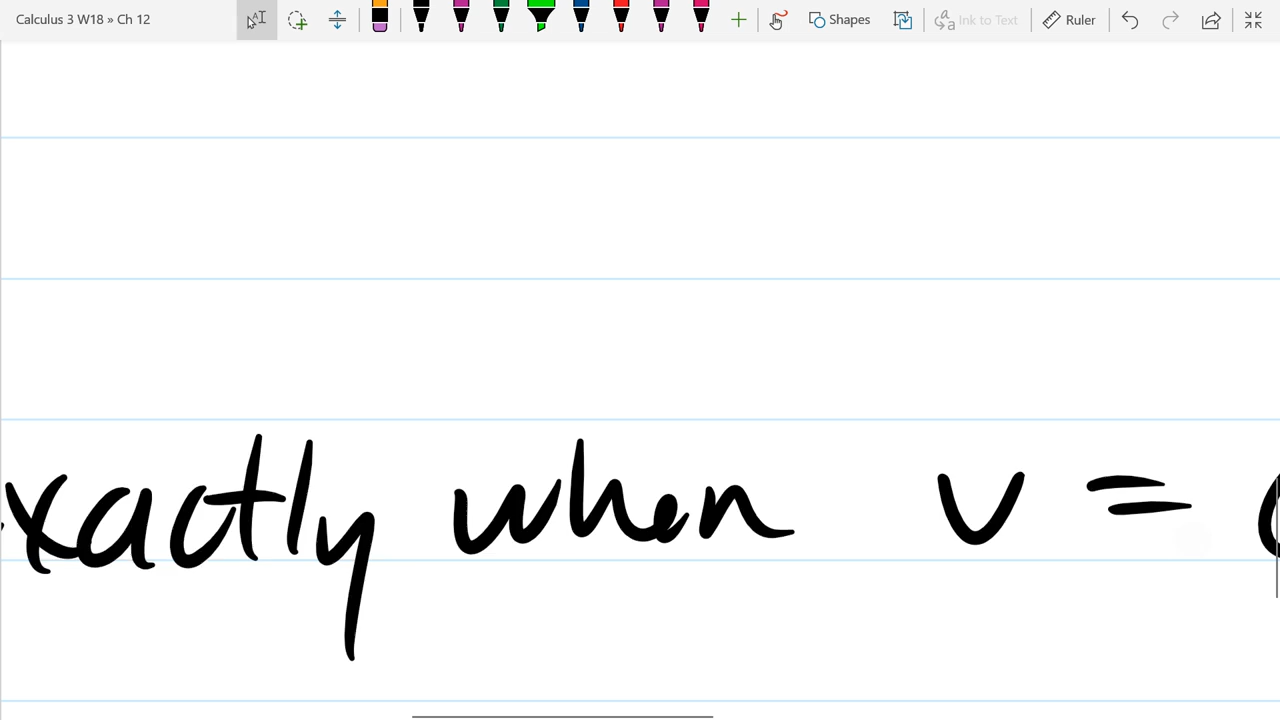 Calculus 3 W18 » Ch 12
Shapes
Ink to Text
Ruler
xactly when v =